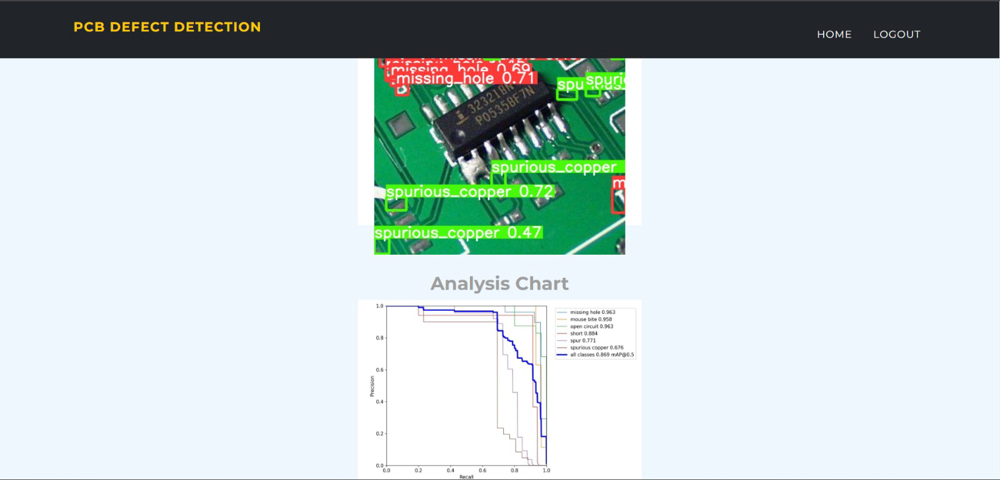 PCB DEFECT DETECTION
HOME LOGOUT
missing_hole 0.69
missing_hole 0.71
spu
spuri
32321BN
P0535BF7N
spurious_copper
m
spurious_copper 0.72
spurious_copper 0.47
Analysis Chart
1.0
0.8
0.6
0.4
0.2
0.0
Precision
0.0 0.2 0.4 0.6 0.8 1.0
Recall
missing hole 0.963
mouse bite 0.958
open circuit 0.963
short 0.884
spur 0.771
spurious copper 0.676
all classes 0.869 mAP@0.5